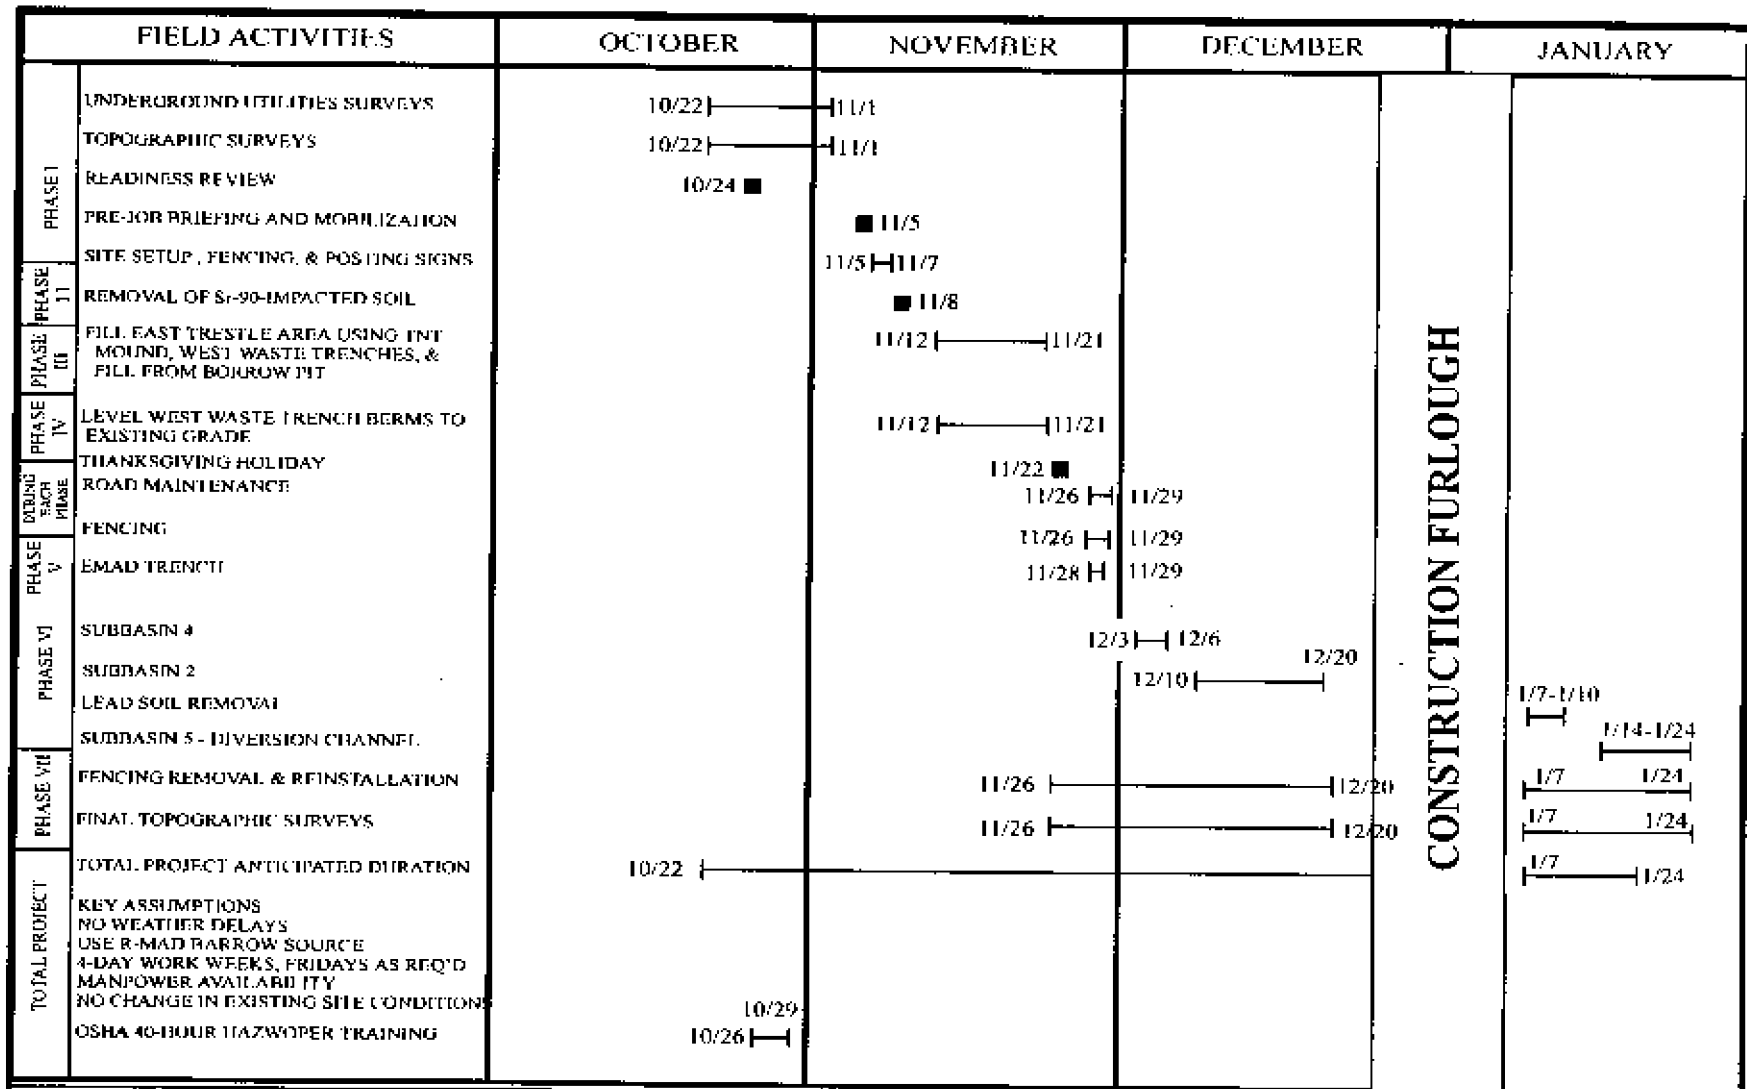 FIELD ACTIVITIES OCTOBER NOVEMBER DECEMBER JANUARY
PHASE I
UNDERGROUND UTILITIES SURVEYS 10/22 11/1
TOPOGRAPHIC SURVEYS 10/22 11/1
READINESS REVIEW 10/24
PRE-JOB BRIEFING AND MOBILIZATION 11/5
SITE SETUP, FENCING, & POSTING SIGNS 11/5 11/7
PHASE II
REMOVAL OF Sr-90-IMPACTED SOIL 11/8
PHASE III
FILL EAST TRESTLE AREA USING TNT 11/12 11/21
MOUND, WEST WASTE TRENCHES, &
FILL FROM BORROW PIT
PHASE IV
LEVEL WEST WASTE TRENCH BERMS TO 11/12 11/21
EXISTING GRADE
THANKSGIVING HOLIDAY 11/22
DURING EACH PHASE
ROAD MAINTENANCE 11/26 11/29
FENCING 11/26 11/29
PHASE V
EMAD TRENCH 11/28 11/29
PHASE VI
SUBBASIN 4 12/3 12/6
SUBBASIN 2 12/10 12/20
LEAD SOIL REMOVAL 1/7-1/10
SUBBASIN 5 - DIVERSION CHANNEL 1/14-1/24
PHASE VII
FENCING REMOVAL & REINSTALLATION 11/26 12/20 1/7 1/24
FINAL TOPOGRAPHIC SURVEYS 11/26 12/20 1/7 1/24
TOTAL PROJECT
TOTAL PROJECT ANTICIPATED DURATION 10/22 1/7 1/24
KEY ASSUMPTIONS
NO WEATHER DELAYS
USE R-MAD BARROW SOURCE
4-DAY WORK WEEKS, FRIDAYS AS REQ'D
MANPOWER AVAILABILITY
NO CHANGE IN EXISTING SITE CONDITIONS
OSHA 40-HOUR HAZWOPER TRAINING 10/26 10/29
CONSTRUCTION FURLOUGH